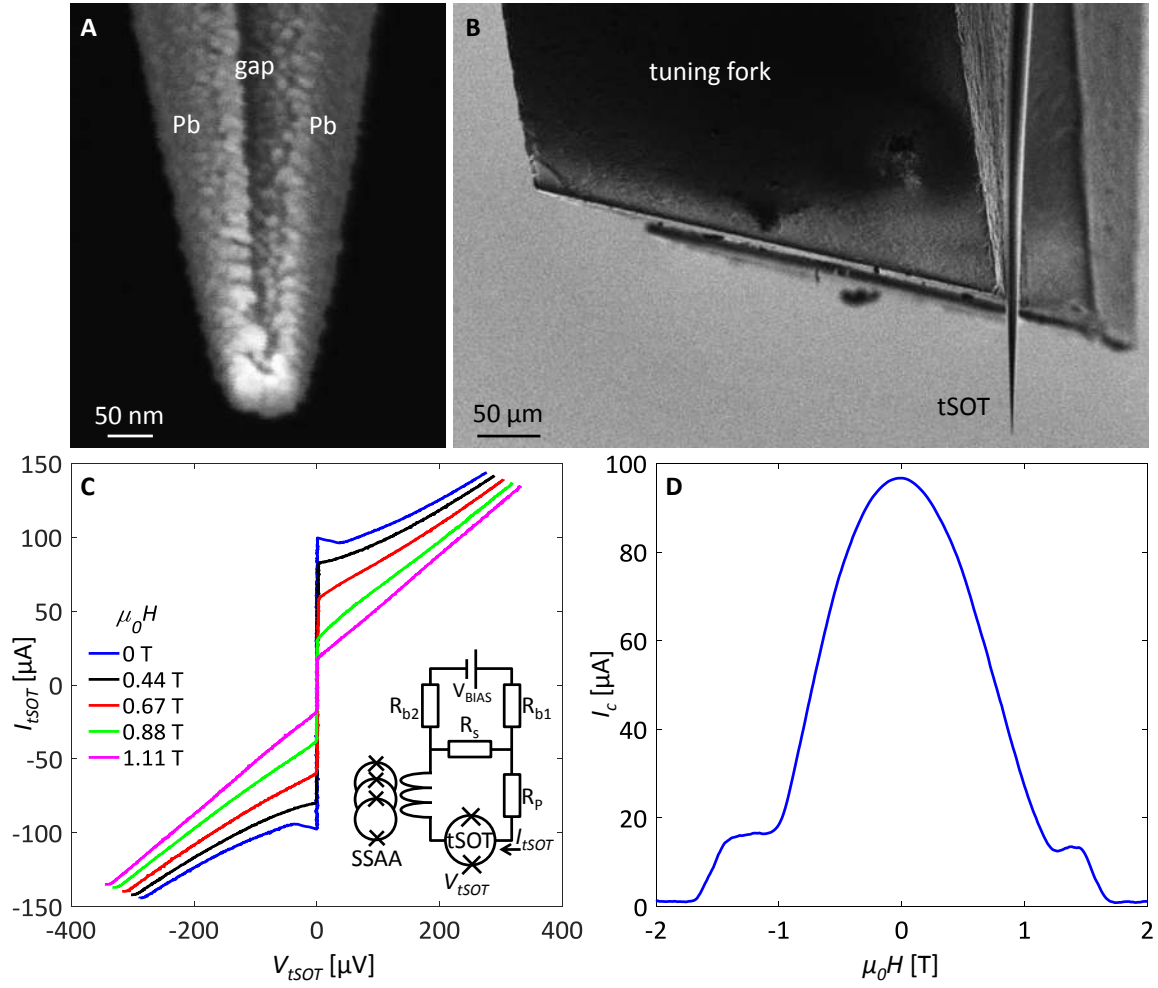 A
gap
Pb
Pb
50 nm
B
tuning fork
tSOT
50 µm
C
150
100
50
0
-50
-100
-150
I_tSOT [µA]
µ₀H
0 T
0.44 T
0.67 T
0.88 T
1.11 T
V_BIAS
R_b2
R_b1
R_s
R_P
tSOT
I_tSOT
SSAA
V_tSOT
-400
-200
0
200
400
V_tSOT [µV]
D
100
80
60
40
20
0
I_c [µA]
-2
-1
0
1
2
µ₀H [T]